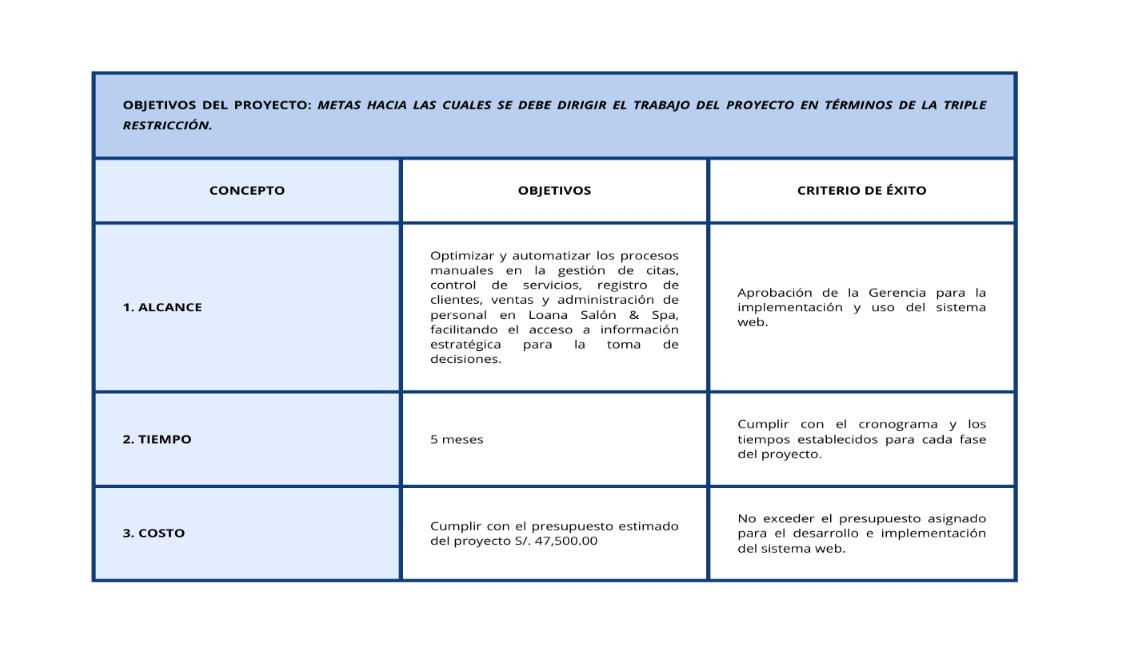 OBJETIVOS DEL PROYECTO: METAS HACIA LAS CUALES SE DEBE DIRIGIR EL TRABAJO DEL PROYECTO EN TÉRMINOS DE LA TRIPLE
RESTRICCIÓN.
CONCEPTO
OBJETIVOS
CRITERIO DE ÉXITO
1. ALCANCE
Optimizar y automatizar los procesos
manuales en la gestión de citas,
control de servicios, registro de
clientes, ventas y administración de
personal en Loana Salón & Spa,
facilitando el acceso a información
estratégica para la toma de
decisiones.
Aprobación de la Gerencia para la
implementación y uso del sistema
web.
2. TIEMPO
5 meses
Cumplir con el cronograma y los
tiempos establecidos para cada fase
del proyecto.
3. COSTO
Cumplir con el presupuesto estimado
del proyecto S/. 47,500.00
No exceder el presupuesto asignado
para el desarrollo e implementación
del sistema web.